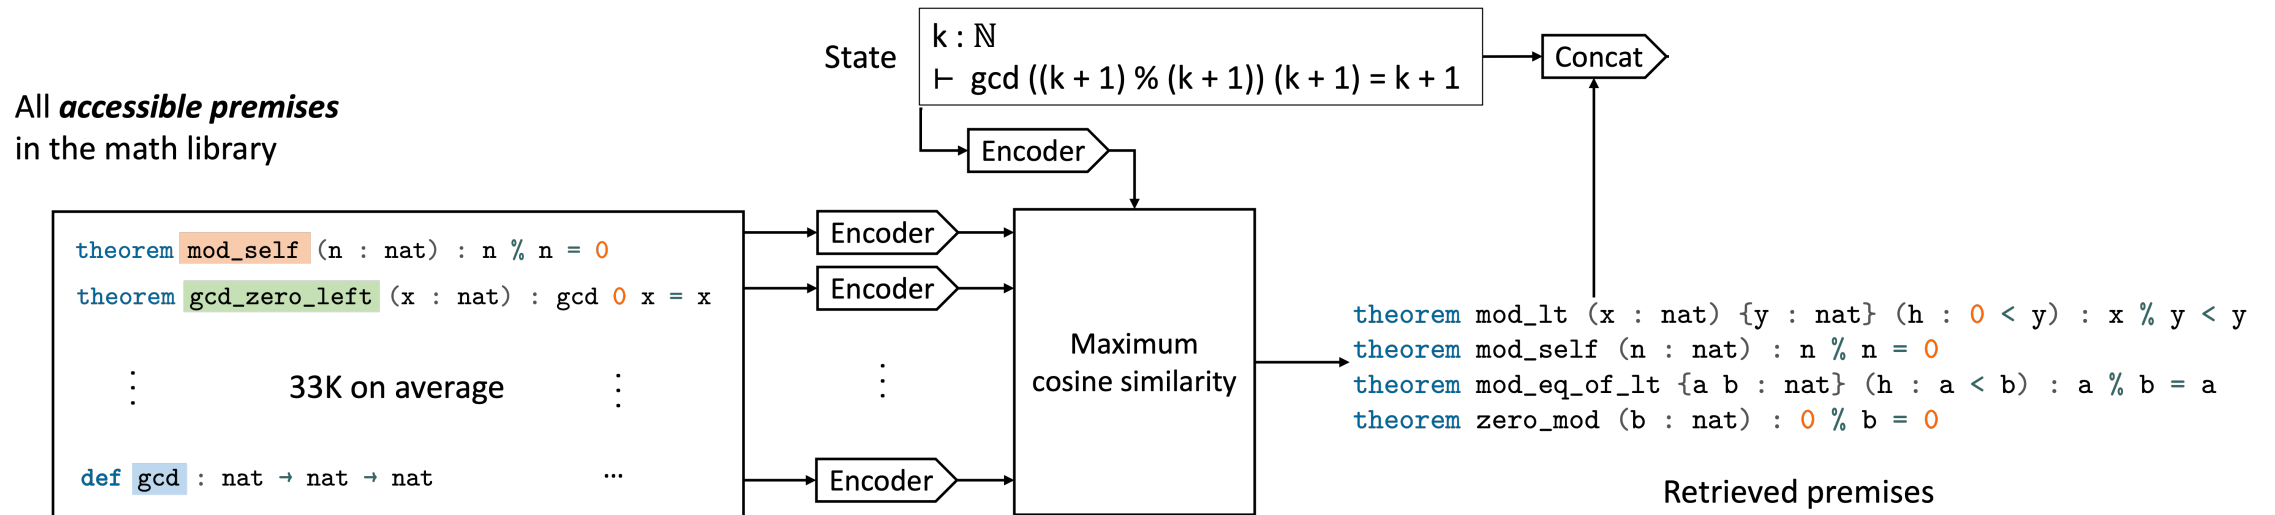 State
k : ℕ
⊢ gcd ((k + 1) % (k + 1)) (k + 1) = k + 1
Concat
All accessible premises
in the math library
Encoder
theorem mod_self (n : nat) : n % n = 0
theorem gcd_zero_left (x : nat) : gcd 0 x = x
⋮ 33K on average ⋮
def gcd : nat → nat → nat ...
Encoder
Encoder
⋮
Encoder
Maximum
cosine similarity
theorem mod_lt (x : nat) {y : nat} (h : 0 < y) : x % y < y
theorem mod_self (n : nat) : n % n = 0
theorem mod_eq_of_lt {a b : nat} (h : a < b) : a % b = a
theorem zero_mod (b : nat) : 0 % b = 0
Retrieved premises